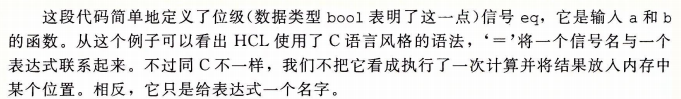 这段代码简单地定义了位级(数据类型 bool 表明了这一点)信号 eq，它是输入 a 和 b
的函数。从这个例子可以看出 HCL 使用了 C 语言风格的语法，‘=’将一个信号名与一个
表达式联系起来。不过同 C 不一样，我们不把它看成执行了一次计算并将结果放入内存中
某个位置。相反，它只是给表达式一个名字。